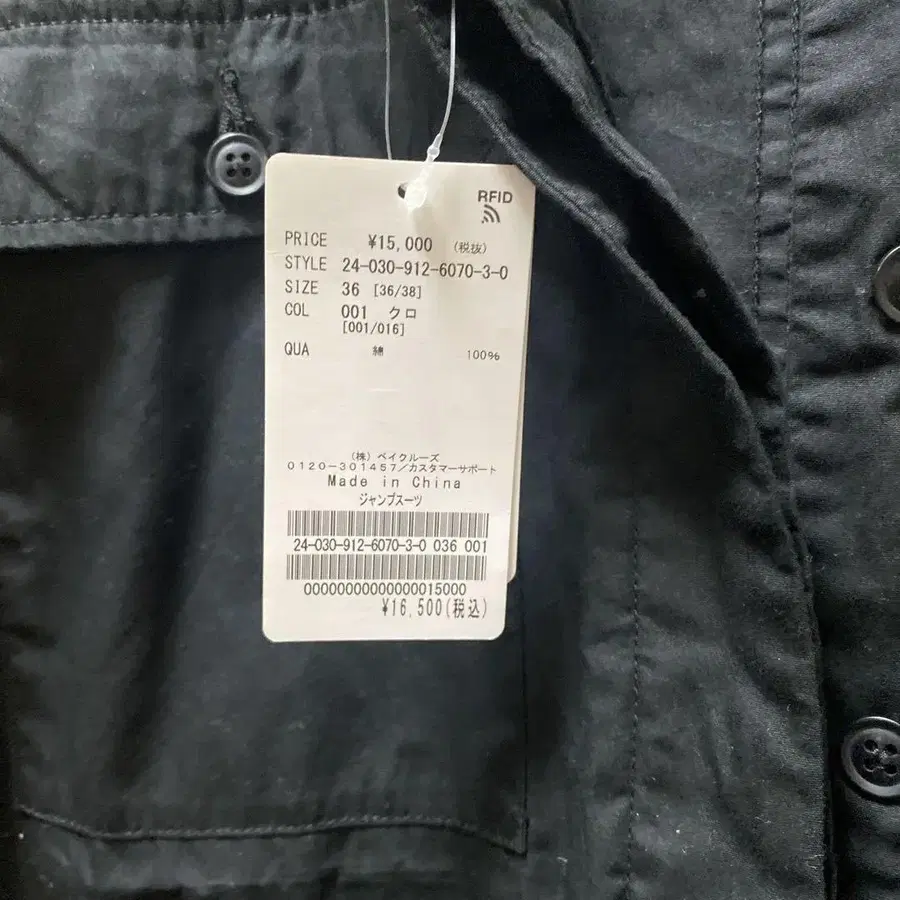 RFID
PRICE ¥15,000 (税抜)
STYLE 24-030-912-6070-3-0
SIZE 36 [36/38]
COL 001 クロ
[001/016]
QUA 綿 100%
(株) ベイクルーズ
0120-301457/カスタマーサポート
Made in China
ジャンプスーツ
24-030-912-6070-3-0 036 001
00000000000000015000
¥16,500(税込)